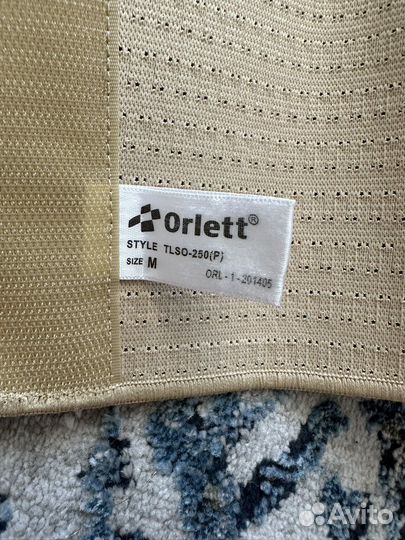 Orlett®
STYLE TLSO-250(P)
SIZE M
ORL-1-201405
Avito